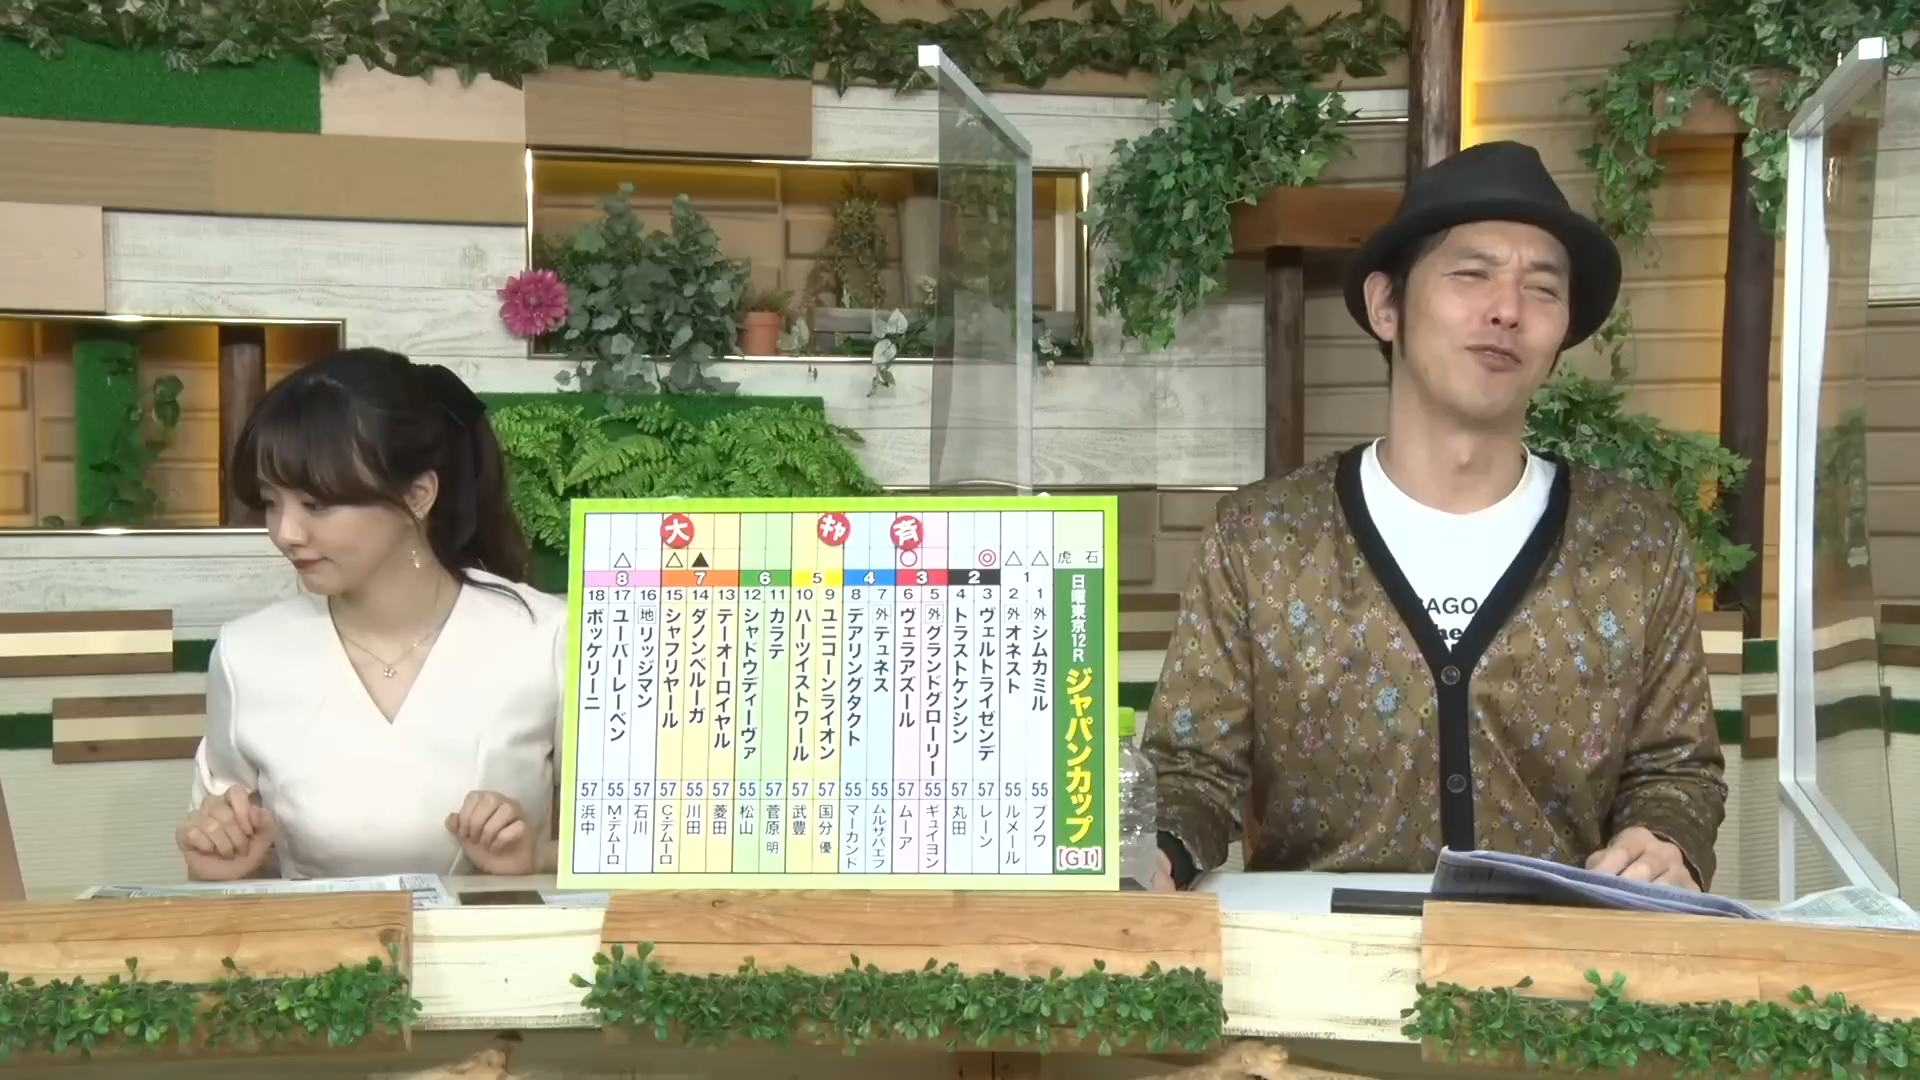 虎石
日曜東京12R
ジャパンカップ
[GⅠ]
大
ｷｬ
斉
△ 1 1 外 シムカミル 55 ブノワ
△ 2 外 オネスト 55 ルメール
◎ 2 3 ヴェルトライゼンデ 57 レーン
4 トラストケンシン 57 丸田
3 5 外 グランドグローリー 55 ギュイヨン
○ 6 ヴェラアズール 57 ムーア
4 7 外 テュネス 55 ムルザバエフ
8 デアリングタクト 55 マーカンド
5 9 ユニコーンライオン 57 国分優
10 ハーツイストワール 57 武豊
6 11 カラテ 57 菅原明
12 シャドウディーヴァ 55 松山
7 13 テーオーロイヤル 57 菱田
▲ 14 ダノンベルーガ 55 川田
△ 15 シャフリヤール 57 C・デムーロ
8 16 地 リッジマン 57 石川
△ 17 ユーバーレーベン 55 M・デムーロ
18 ボッケリーニ 57 浜中